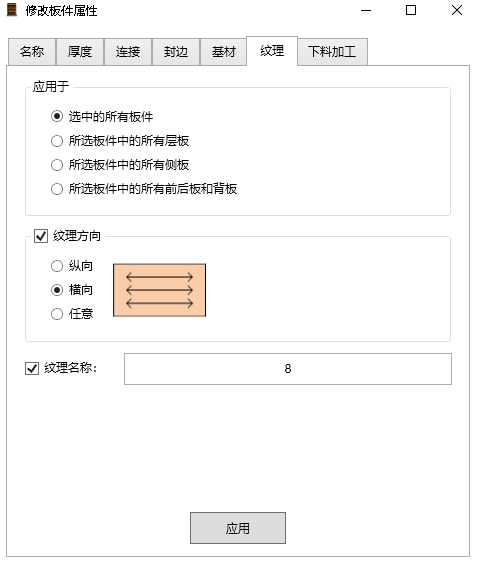 修改板件属性
名称 厚度 连接 封边 基材 纹理 下料加工
应用于
选中的所有板件
所选板件中的所有层板
所选板件中的所有侧板
所选板件中的所有前后板和背板
纹理方向
纵向
横向
任意
纹理名称: 8
应用